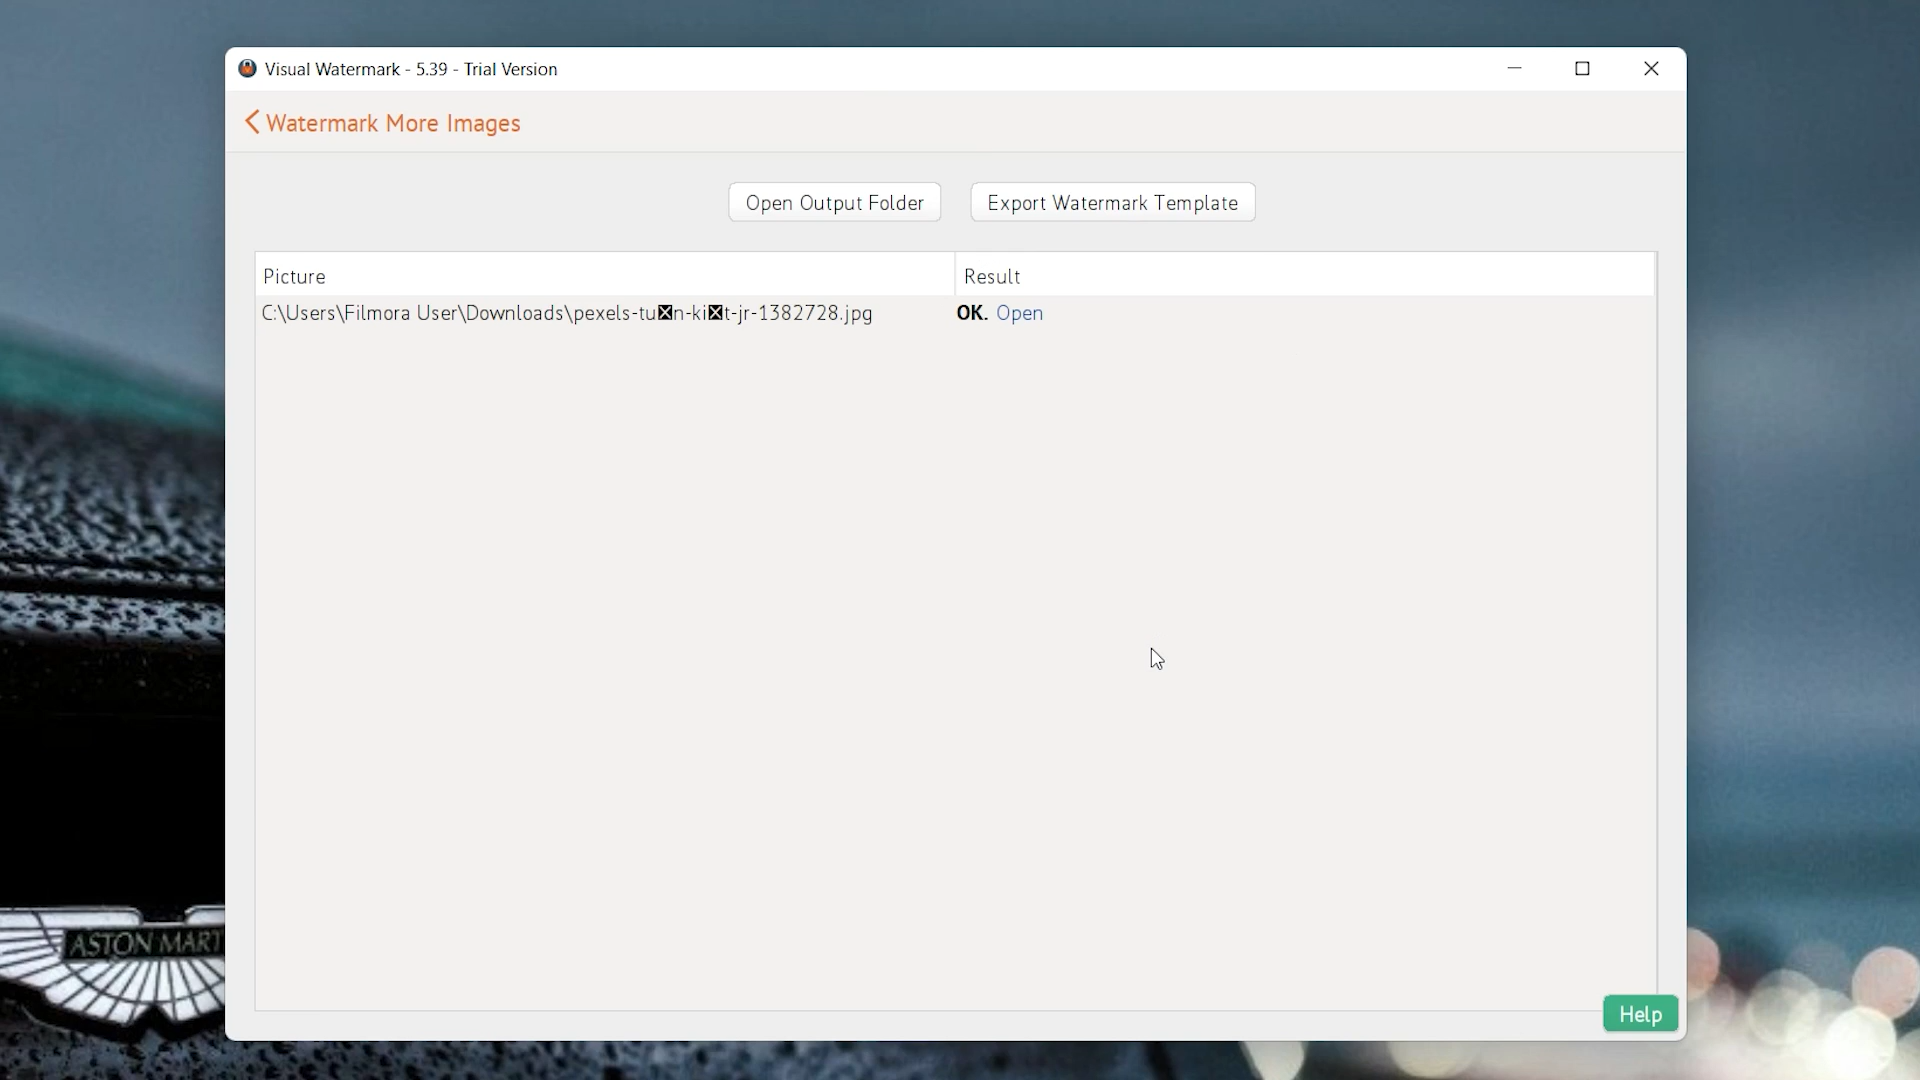 Visual Watermark - 5.39 - Trial Version
Watermark More Images
Open Output Folder
Export Watermark Template
Picture
Result
C:\Users\Filmora User\Downloads\pexels-tu☒n-ki☒t-jr-1382728.jpg
OK. Open
ASTON MART
Help